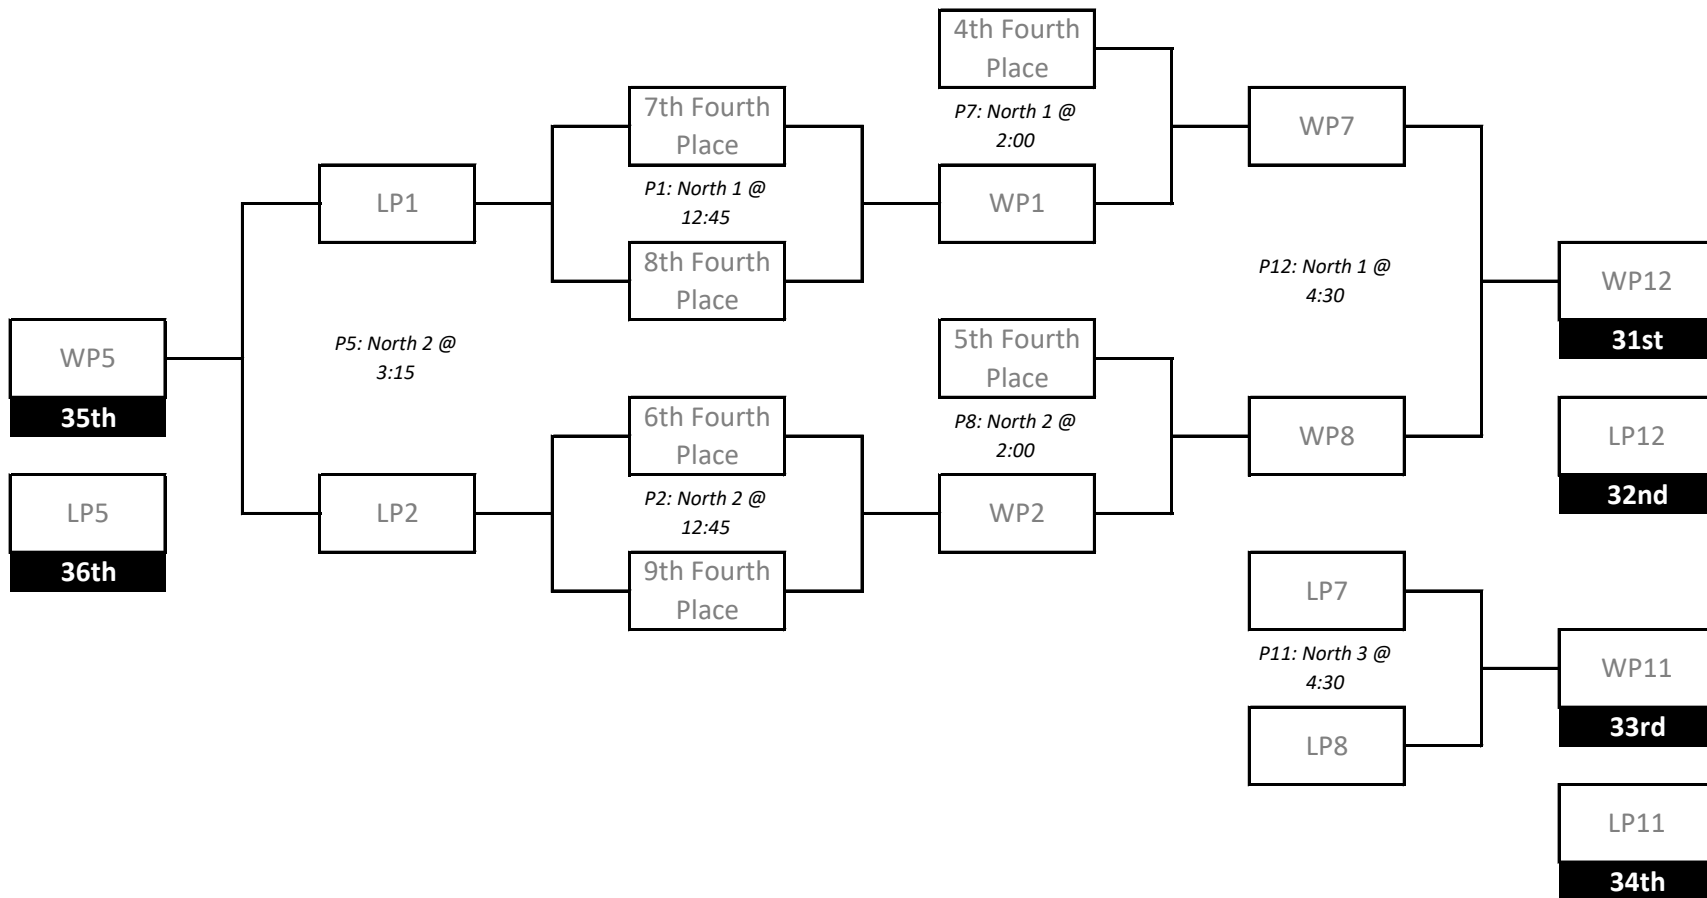 4th Fourth
Place
7th Fourth
Place
P7: North 1 @
2:00
WP7
LP1
P1: North 1 @
12:45
WP1
8th Fourth
Place
P12: North 1 @
4:30
WP12
31st
WP5
35th
P5: North 2 @
3:15
5th Fourth
Place
6th Fourth
Place
P8: North 2 @
2:00
WP8
LP12
32nd
LP5
36th
LP2
P2: North 2 @
12:45
WP2
9th Fourth
Place
LP7
P11: North 3 @
4:30
WP11
33rd
LP8
LP11
34th